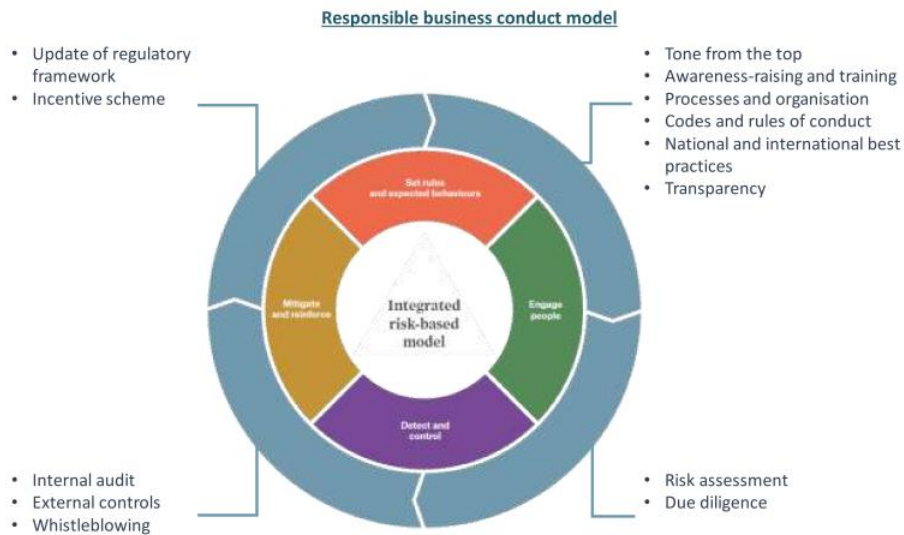 Responsible business conduct model
• Update of regulatory
framework
• Incentive scheme
• Tone from the top
• Awareness-raising and training
• Processes and organisation
• Codes and rules of conduct
• National and international best
practices
• Transparency
Set rules
and expected behaviours
Mitigate
and reinforce
Integrated
risk-based
model
Engage
people
Detect and
control
• Internal audit
• External controls
• Whistleblowing
• Risk assessment
• Due diligence